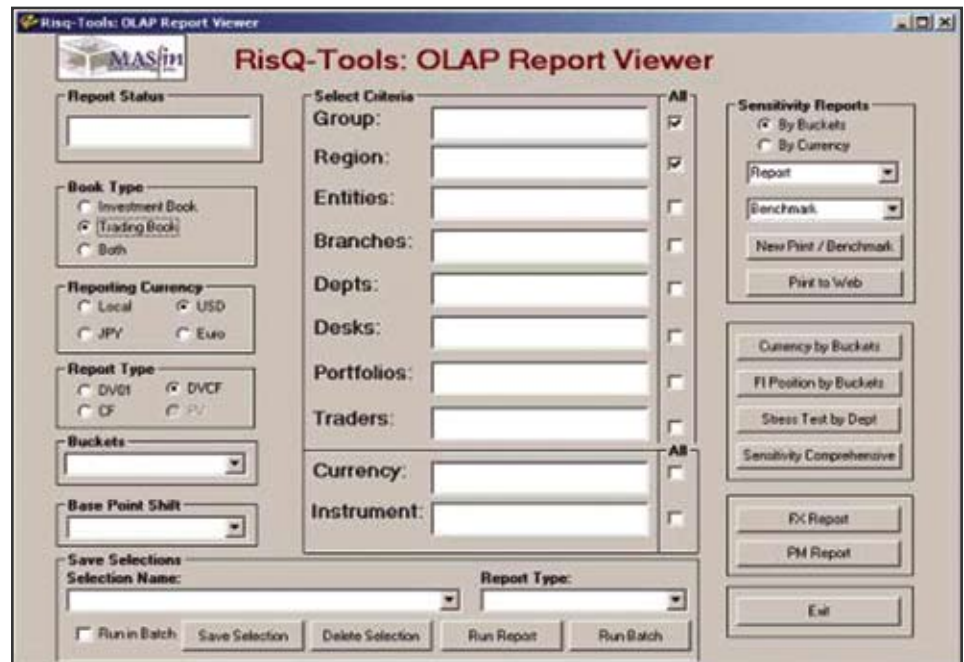 Risq-Tools: OLAP Report Viewer
MASfin
RisQ-Tools: OLAP Report Viewer
Report Status
Book Type
Investment Book
Trading Book
Both
Reporting Currency
Local
USD
JPY
Euro
Report Type
DV01
DVCF
CF
PV
Buckets
Base Point Shift
Select Criteria
All
Group:
Region:
Entities:
Branches:
Depts:
Desks:
Portfolios:
Traders:
All
Currency:
Instrument:
Sensitivity Reports
By Buckets
By Currency
Report
Benchmark
New Print / Benchmark
Print to Web
Currency by Buckets
FI Position by Buckets
Stress Test by Dept
Sensitivity Comprehensive
FX Report
PM Report
Exit
Save Selections
Selection Name:
Report Type:
Run in Batch
Save Selection
Delete Selection
Run Report
Run Batch